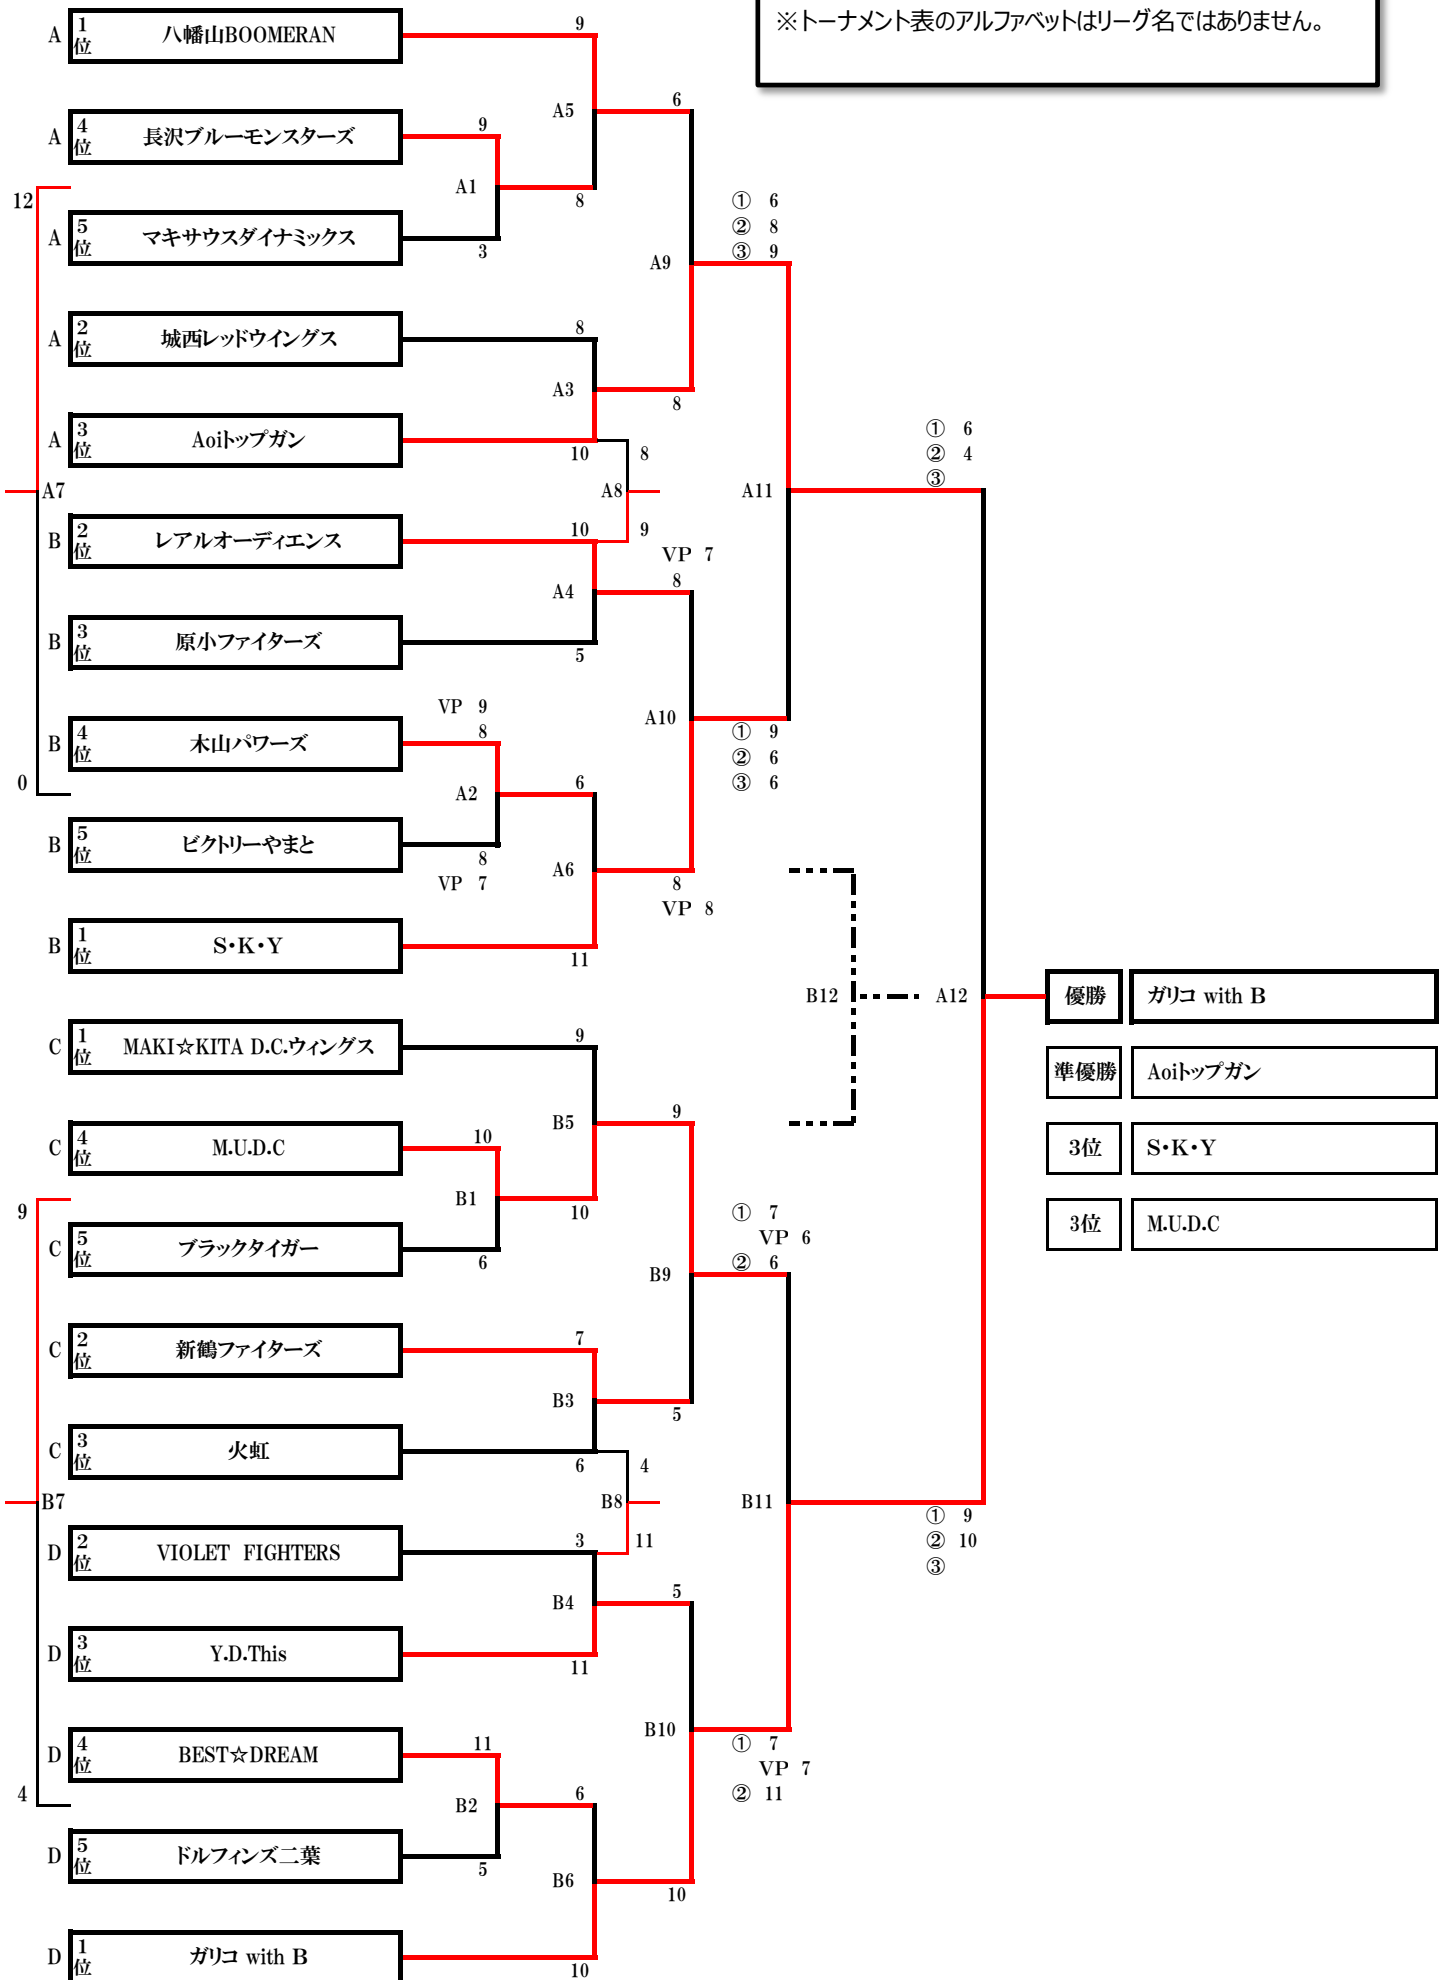 ※トーナメント表のアルファベットはリーグ名ではありません。
A 1位 八幡山BOOMERAN 9
A5 6
A 4位 長沢ブルーモンスターズ 9
A1 8
12
① 6
② 8
③ 9
A 5位 マキサウスダイナミックス 3
A9
A 2位 城西レッドウイングス 8
A3 8
A 3位 Aoiトップガン 10
8
① 6
② 4
③
A7 A8 A11
B 2位 レアルオーディエンス 10
9
VP 7
8
A4
B 3位 原小ファイターズ 5
VP 9
8
B 4位 木山パワーズ
A10
① 9
② 6
③ 6
0
A2 6
B 5位 ビクトリーやまと
8
VP 7
A6
8
VP 8
B 1位 S・K・Y 11
B12 A12
優勝 ガリコ with B
C 1位 MAKI☆KITA D.C.ウィングス 9
準優勝 Aoiトップガン
B5 9
C 4位 M.U.D.C 10
3位 S・K・Y
B1 10
9
① 7
VP 6
② 6
3位 M.U.D.C
C 5位 ブラックタイガー 6
B9
C 2位 新鶴ファイターズ 7
B3 5
C 3位 火虹 6
4
B7 B8 B11
① 9
② 10
③
D 2位 VIOLET FIGHTERS 3
11
B4 5
D 3位 Y.D.This 11
B10
① 7
VP 7
② 11
D 4位 BEST☆DREAM 11
4
B2 6
D 5位 ドルフィンズ二葉 5
B6 10
D 1位 ガリコ with B 10